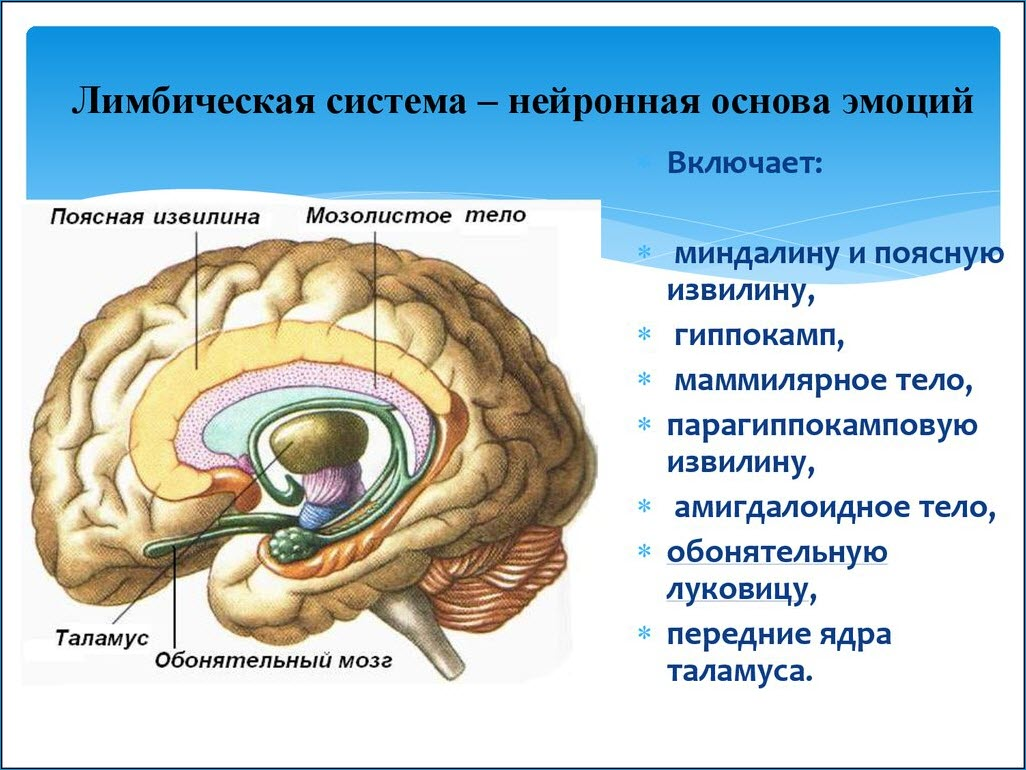 Лимбическая система – нейронная основа эмоций
* Включает:
Поясная извилина
Мозолистое тело
Таламус
Обонятельный мозг
* миндалину и поясную
извилину,
* гиппокамп,
* маммилярное тело,
* парагиппокамповую
извилину,
* амигдалоидное тело,
* обонятельную
луковицу,
* передние ядра
таламуса.